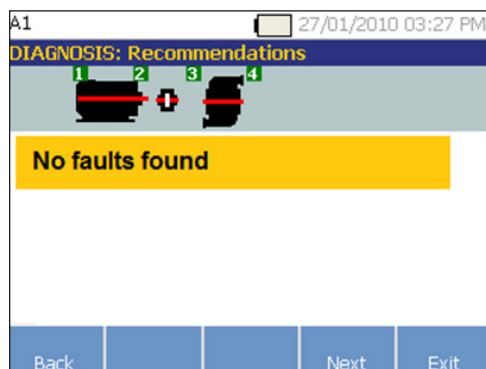 A1 27/01/2010 03:27 PM
DIAGNOSIS: Recommendations
1 2 3 4
No faults found
Back Next Exit